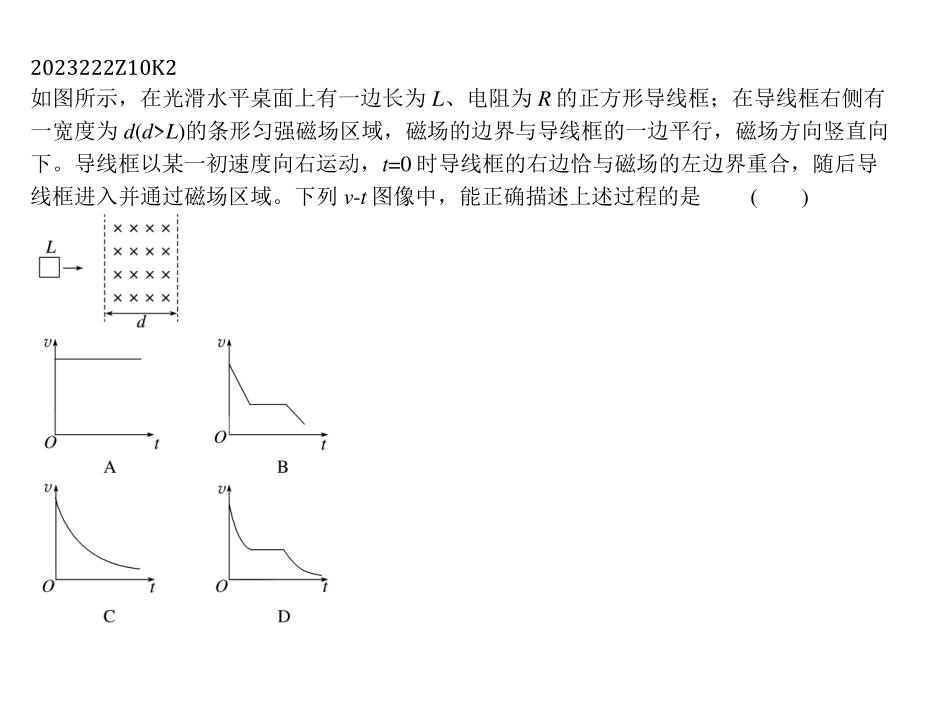 2023222Z10K2
如图所示，在光滑水平桌面上有一边长为 L、电阻为 R 的正方形导线框；在导线框右侧有
一宽度为 d(d>L)的条形匀强磁场区域，磁场的边界与导线框的一边平行，磁场方向竖直向
下。导线框以某一初速度向右运动，t=0 时导线框的右边恰与磁场的左边界重合，随后导
线框进入并通过磁场区域。下列 v-t 图像中，能正确描述上述过程的是 ( )
L
× × × ×
× × × ×
× × × ×
× × × ×
d
v
O
t
A
v
O
t
B
v
O
t
C
v
O
t
D